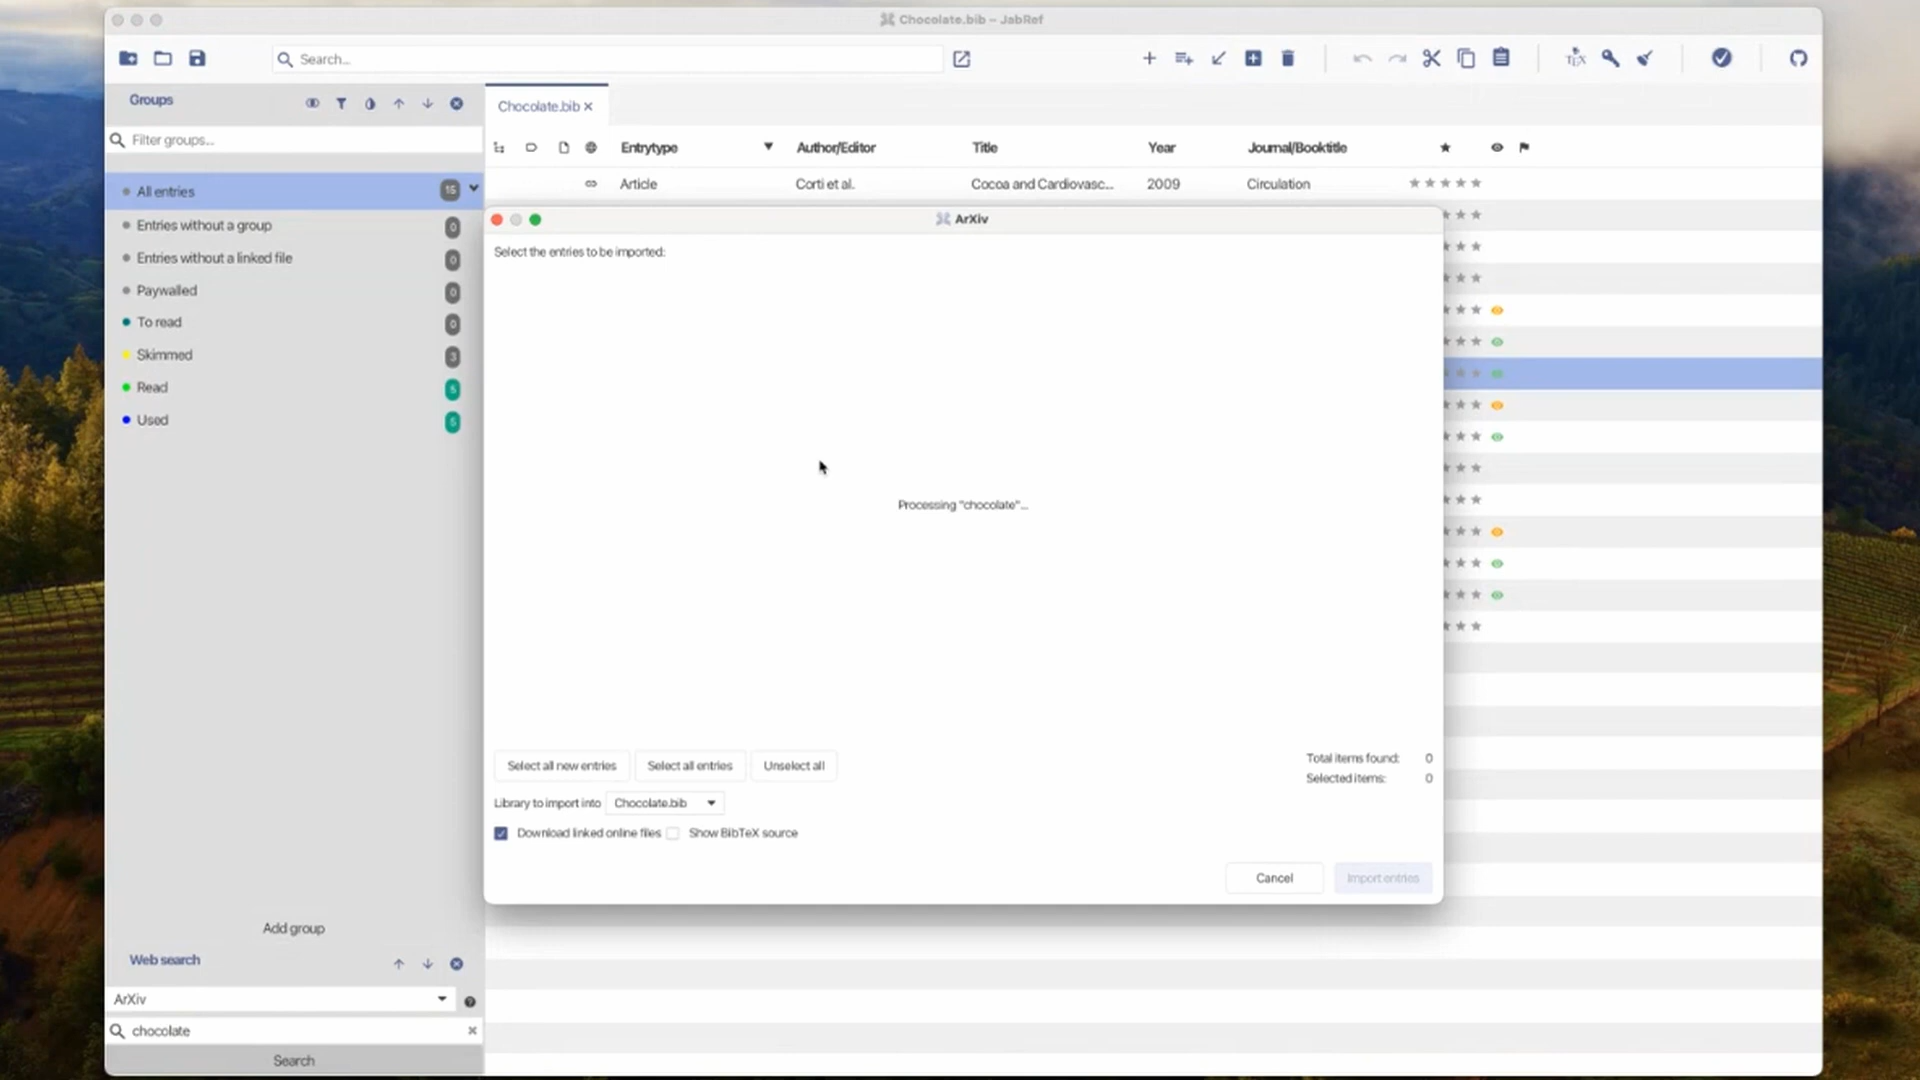 Chocolate.bib – JabRef
Search...
Groups
Filter groups...
All entries 15
Entries without a group 0
Entries without a linked file 0
Paywalled 0
To read 0
Skimmed 3
Read 5
Used 5
Add group
Web search
ArXiv
chocolate
Search
Chocolate.bib
Entrytype Author/Editor Title Year Journal/Booktitle
Article Corti et al. Cocoa and Cardiovasc... 2009 Circulation
ArXiv
Select the entries to be imported:
Processing "chocolate"...
Select all new entries Select all entries Unselect all
Total items found: 0
Selected items: 0
Library to import into Chocolate.bib
Download linked online files Show BibTeX source
Cancel Import entries